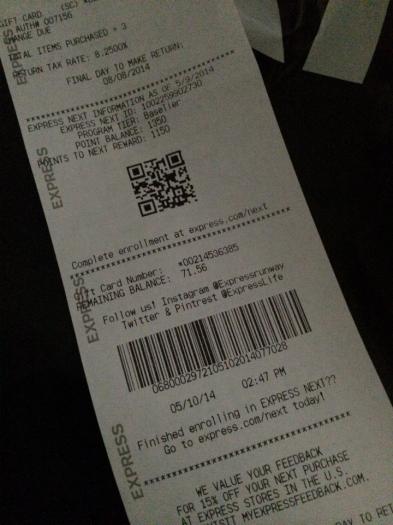 GIFT CARD (SC)
AUTH# 007156
CHANGE DUE
TOTAL ITEMS PURCHASED = 3
RETURN TAX RATE: 8.2500%
FINAL DAY TO MAKE RETURN:
08/08/2014
EXPRESS NEXT INFORMATION AS OF 5/9/2014
EXPRESS NEXT ID: 1002259902730
PROGRAM TIER: Baseline
POINT BALANCE: 1350
POINTS TO NEXT REWARD: 1150
Complete enrollment at express.com/next
Gift Card Number: *00214536385
REMAINING BALANCE: 71.56
Follow us! Instagram @Expressrunway
Twitter & Pintrest @ExpressLife
0680002972105102014077028
05/10/14 02:47 PM
Finished enrolling in EXPRESS NEXT??
Go to express.com/next today!
WE VALUE YOUR FEEDBACK
FOR 15% OFF YOUR NEXT PURCHASE
AT EXPRESS STORES IN THE U.S.
VISIT MYEXPRESSFEEDBACK.COM.
EXPRESS
EXPRESS
EXPRESS
EXPRESS